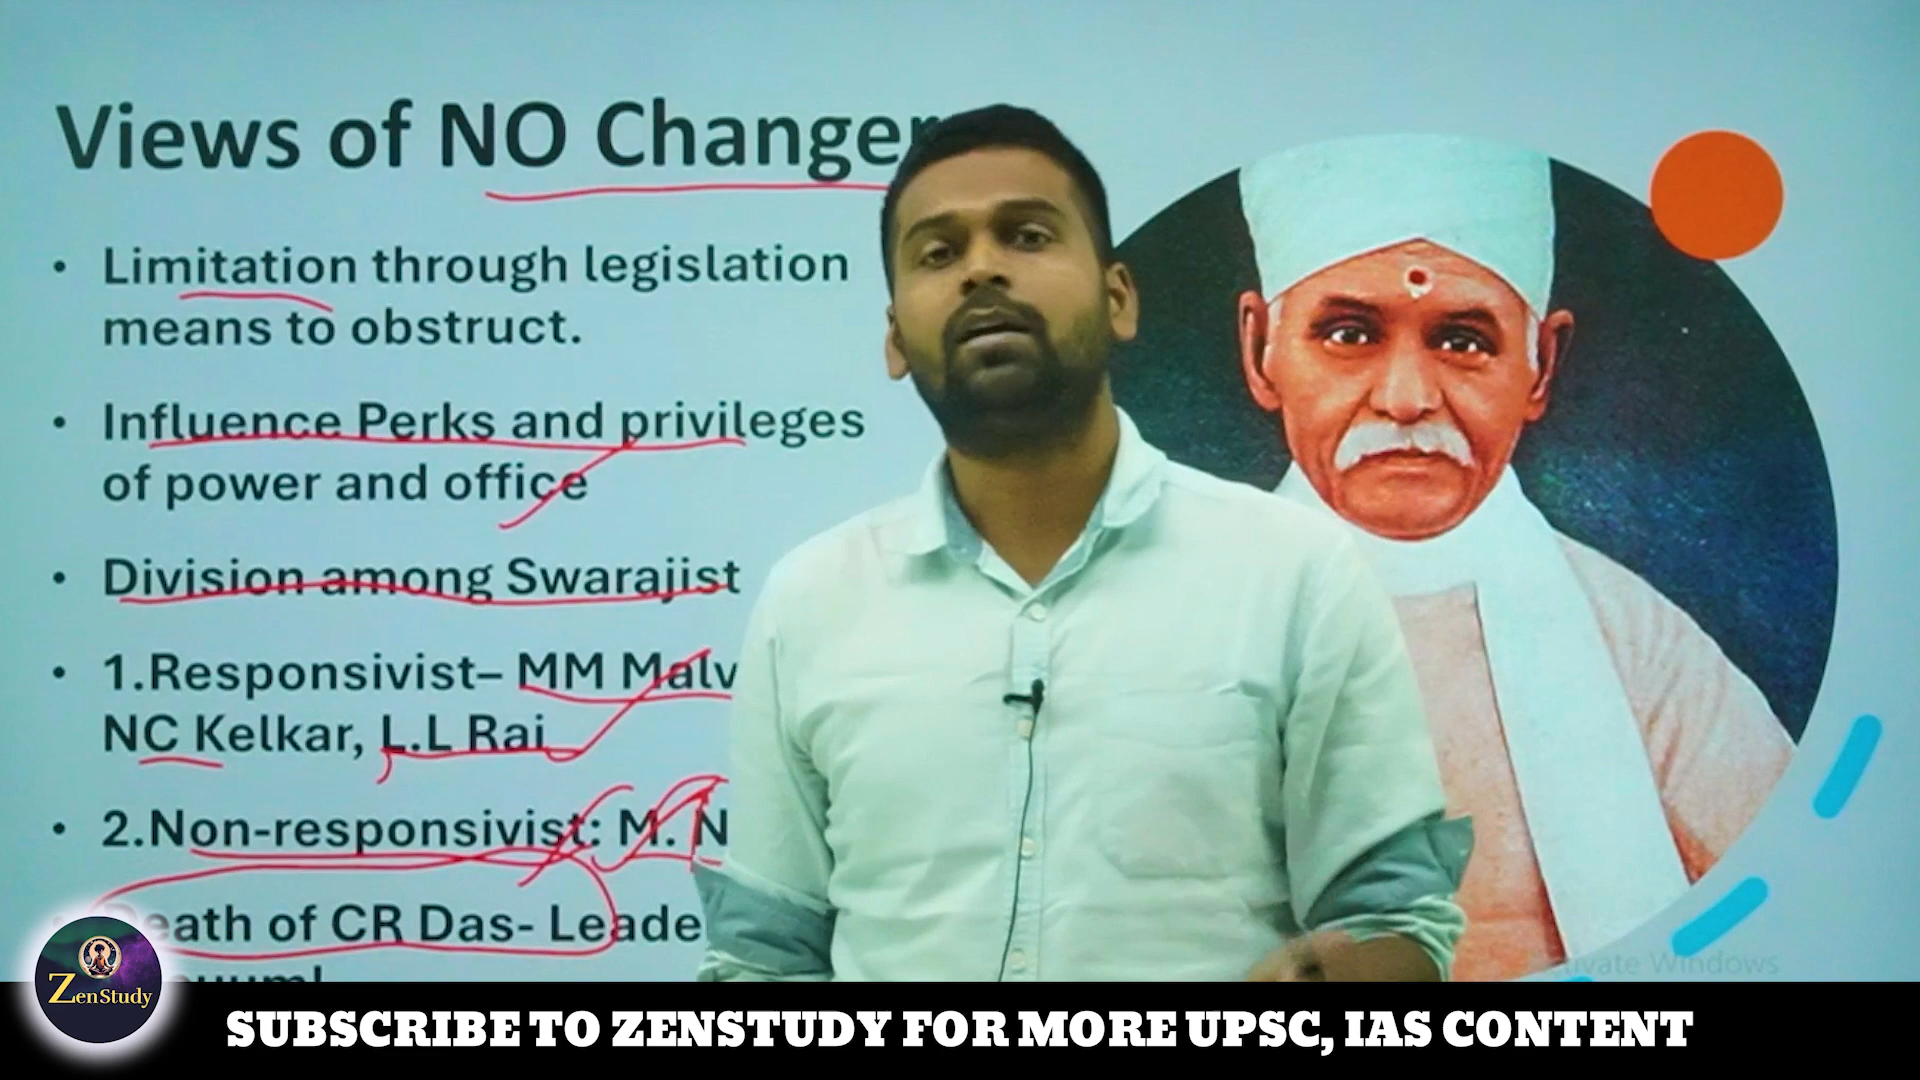 Views of NO Changer
• Limitation through legislation
means to obstruct.
• Influence Perks and privileges
of power and office
• Division among Swarajist
• 1.Responsivist– MM Malv
NC Kelkar, L.L Rai
• 2.Non-responsivist: M. N
Death of CR Das- Leade
ZenStudy
SUBSCRIBE TO ZENSTUDY FOR MORE UPSC, IAS CONTENT